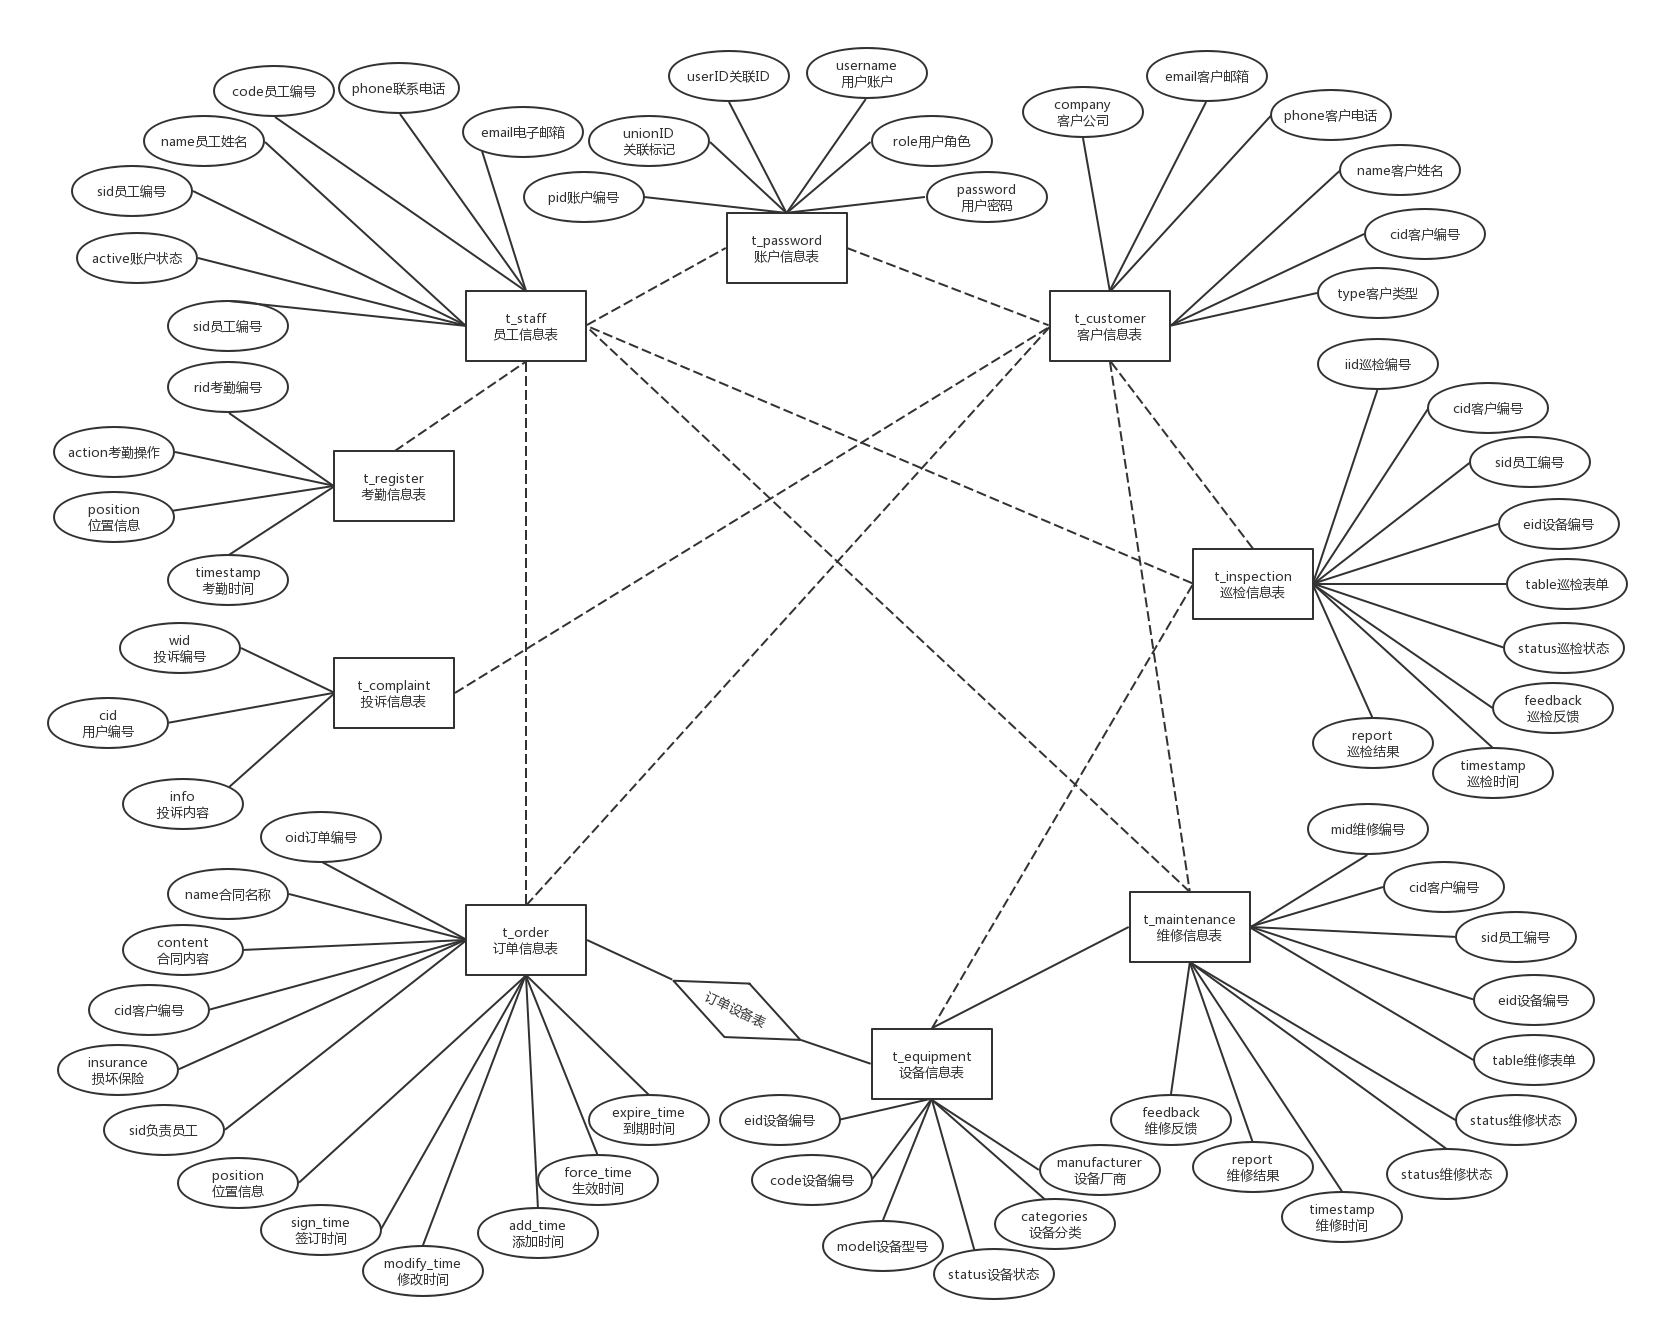 code员工编号
phone联系电话
name员工姓名
email电子邮箱
sid员工编号
active账户状态
sid员工编号
t_staff
员工信息表
userID关联ID
username
用户账户
unionID
关联标记
role用户角色
pid账户编号
password
用户密码
t_password
账户信息表
email客户邮箱
company
客户公司
phone客户电话
name客户姓名
cid客户编号
type客户类型
t_customer
客户信息表
rid考勤编号
action考勤操作
position
位置信息
timestamp
考勤时间
t_register
考勤信息表
iid巡检编号
cid客户编号
sid员工编号
eid设备编号
table巡检表单
status巡检状态
feedback
巡检反馈
report
巡检结果
timestamp
巡检时间
t_inspection
巡检信息表
wid
投诉编号
cid
用户编号
info
投诉内容
t_complaint
投诉信息表
oid订单编号
name合同名称
content
合同内容
cid客户编号
insurance
损坏保险
sid负责员工
position
位置信息
sign_time
签订时间
modify_time
修改时间
add_time
添加时间
force_time
生效时间
expire_time
到期时间
t_order
订单信息表
订单设备表
t_equipment
设备信息表
eid设备编号
code设备编号
model设备型号
status设备状态
categories
设备分类
manufacturer
设备厂商
t_maintenance
维修信息表
mid维修编号
cid客户编号
sid员工编号
eid设备编号
table维修表单
status维修状态
status维修状态
feedback
维修反馈
report
维修结果
timestamp
维修时间